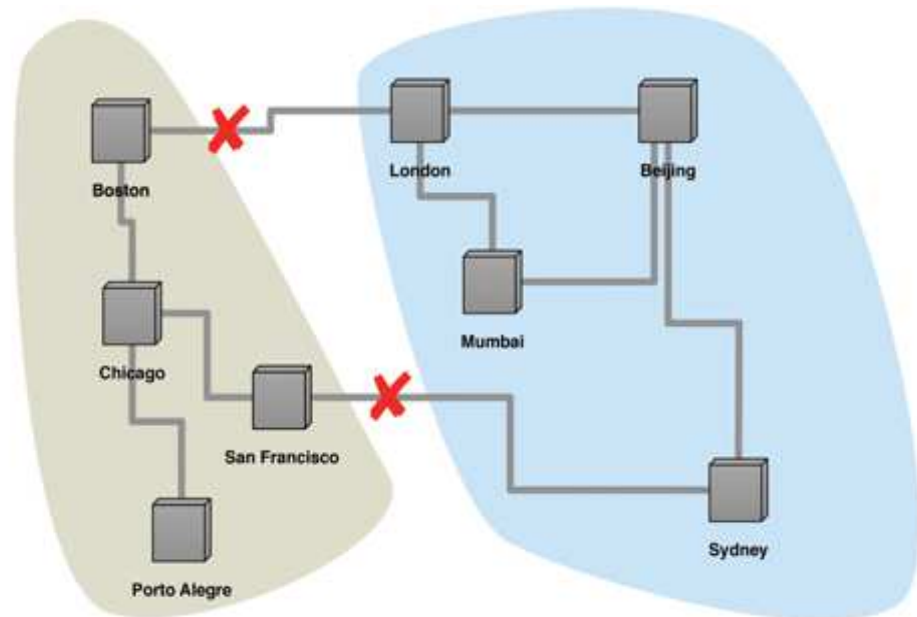 Boston
London
Beijing
Mumbai
Chicago
San Francisco
Sydney
Porto Alegre